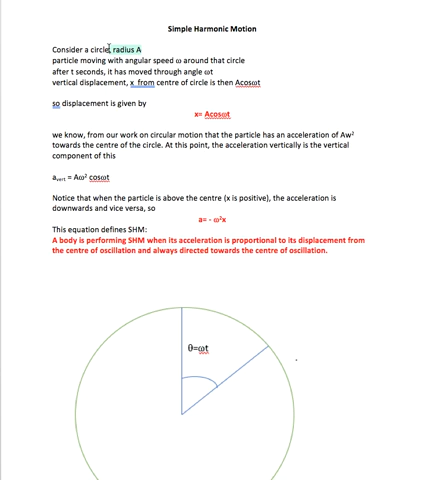 Simple Harmonic Motion
Consider a circle, radius A
particle moving with angular speed ω around that circle
after t seconds, it has moved through angle ωt
vertical displacement, x from centre of circle is then Acosωt
so displacement is given by
x= Acosωt
we know, from our work on circular motion that the particle has an acceleration of Aw²
towards the centre of the circle. At this point, the acceleration vertically is the vertical
component of this
aᵥₑᵣₜ = Aω² cosωt
Notice that when the particle is above the centre (x is positive), the acceleration is
downwards and vice versa, so
a= - ω²x
This equation defines SHM:
A body is performing SHM when its acceleration is proportional to its displacement from
the centre of oscillation and always directed towards the centre of oscillation.
θ=ωt